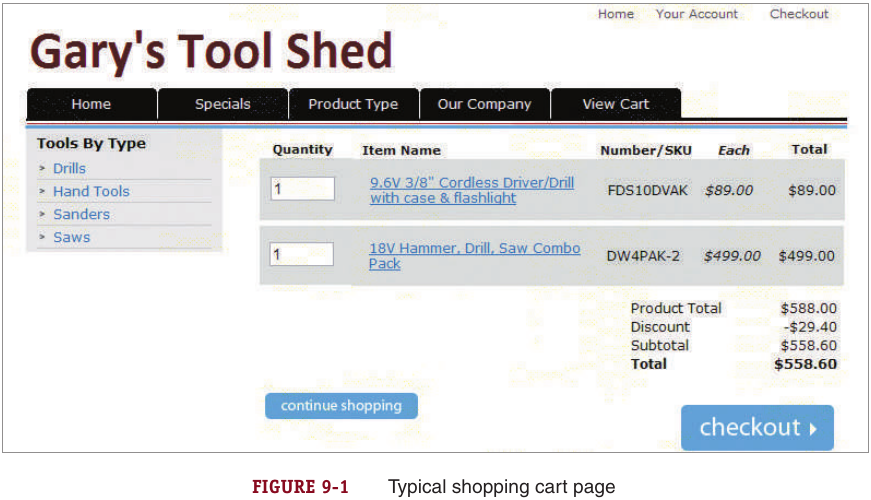 Home Your Account Checkout
Gary's Tool Shed
Home Specials Product Type Our Company View Cart
Tools By Type
> Drills
> Hand Tools
> Sanders
> Saws
Quantity Item Name Number/SKU Each Total
1 9.6V 3/8" Cordless Driver/Drill FDS10DVAK $89.00 $89.00
with case & flashlight
1 18V Hammer, Drill, Saw Combo DW4PAK-2 $499.00 $499.00
Pack
Product Total $588.00
Discount -$29.40
Subtotal $558.60
Total $558.60
continue shopping
checkout
FIGURE 9-1 Typical shopping cart page